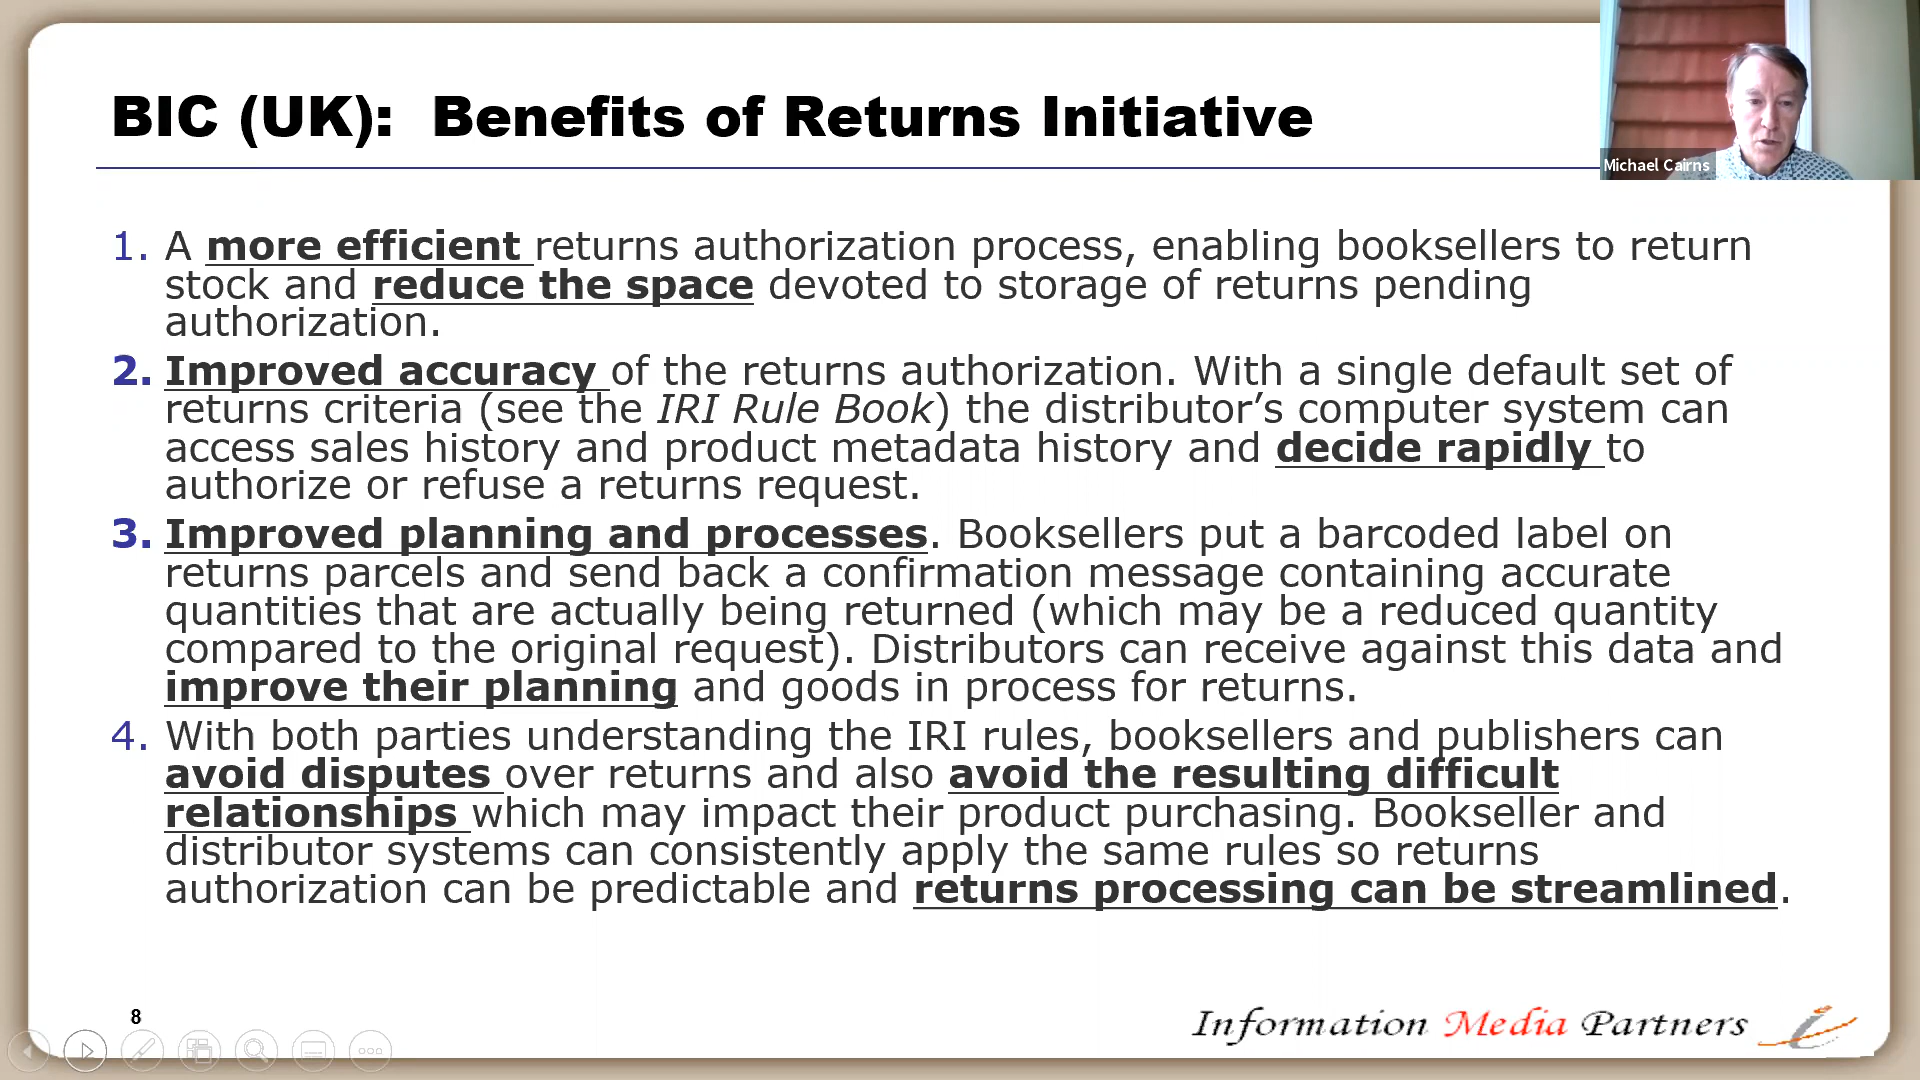 BIC (UK): Benefits of Returns Initiative
Michael Cairns
1. A more efficient returns authorization process, enabling booksellers to return
stock and reduce the space devoted to storage of returns pending
authorization.
2. Improved accuracy of the returns authorization. With a single default set of
returns criteria (see the IRI Rule Book) the distributor’s computer system can
access sales history and product metadata history and decide rapidly to
authorize or refuse a returns request.
3. Improved planning and processes. Booksellers put a barcoded label on
returns parcels and send back a confirmation message containing accurate
quantities that are actually being returned (which may be a reduced quantity
compared to the original request). Distributors can receive against this data and
improve their planning and goods in process for returns.
4. With both parties understanding the IRI rules, booksellers and publishers can
avoid disputes over returns and also avoid the resulting difficult
relationships which may impact their product purchasing. Bookseller and
distributor systems can consistently apply the same rules so returns
authorization can be predictable and returns processing can be streamlined.
8
Information Media Partners